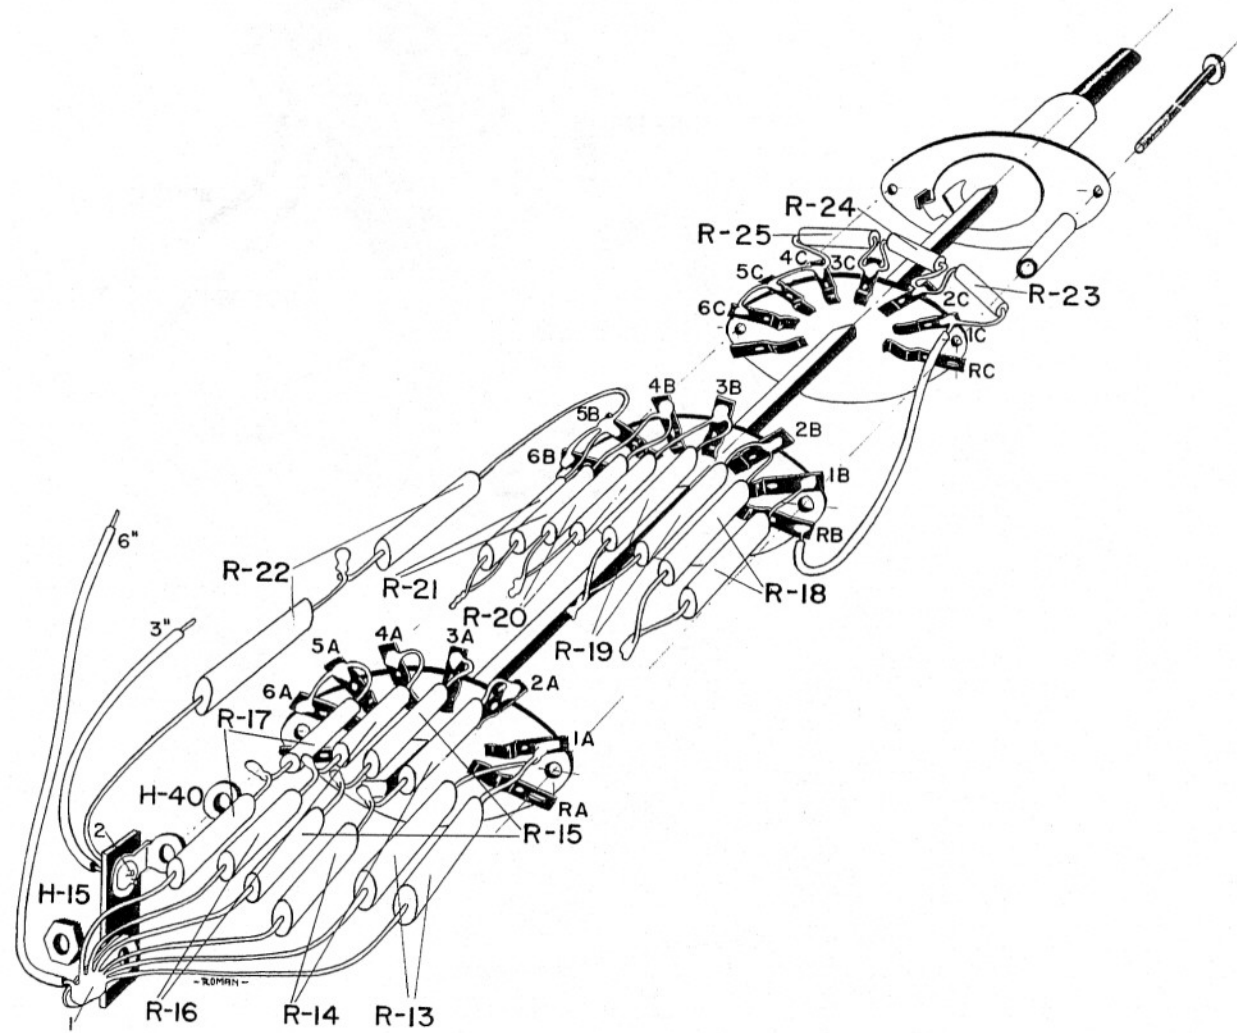 R-24
R-25
4C
3C
5C
2C
R-23
6C
1C
RC
4B
3B
5B
2B
6B
1B
RB
6"
R-22
R-21
R-18
R-20
3"
R-19
5A
4A
3A
6A
2A
R-17
1A
H-40
RA
R-15
2
H-15
-ROMAN-
R-16
R-14
R-13
1